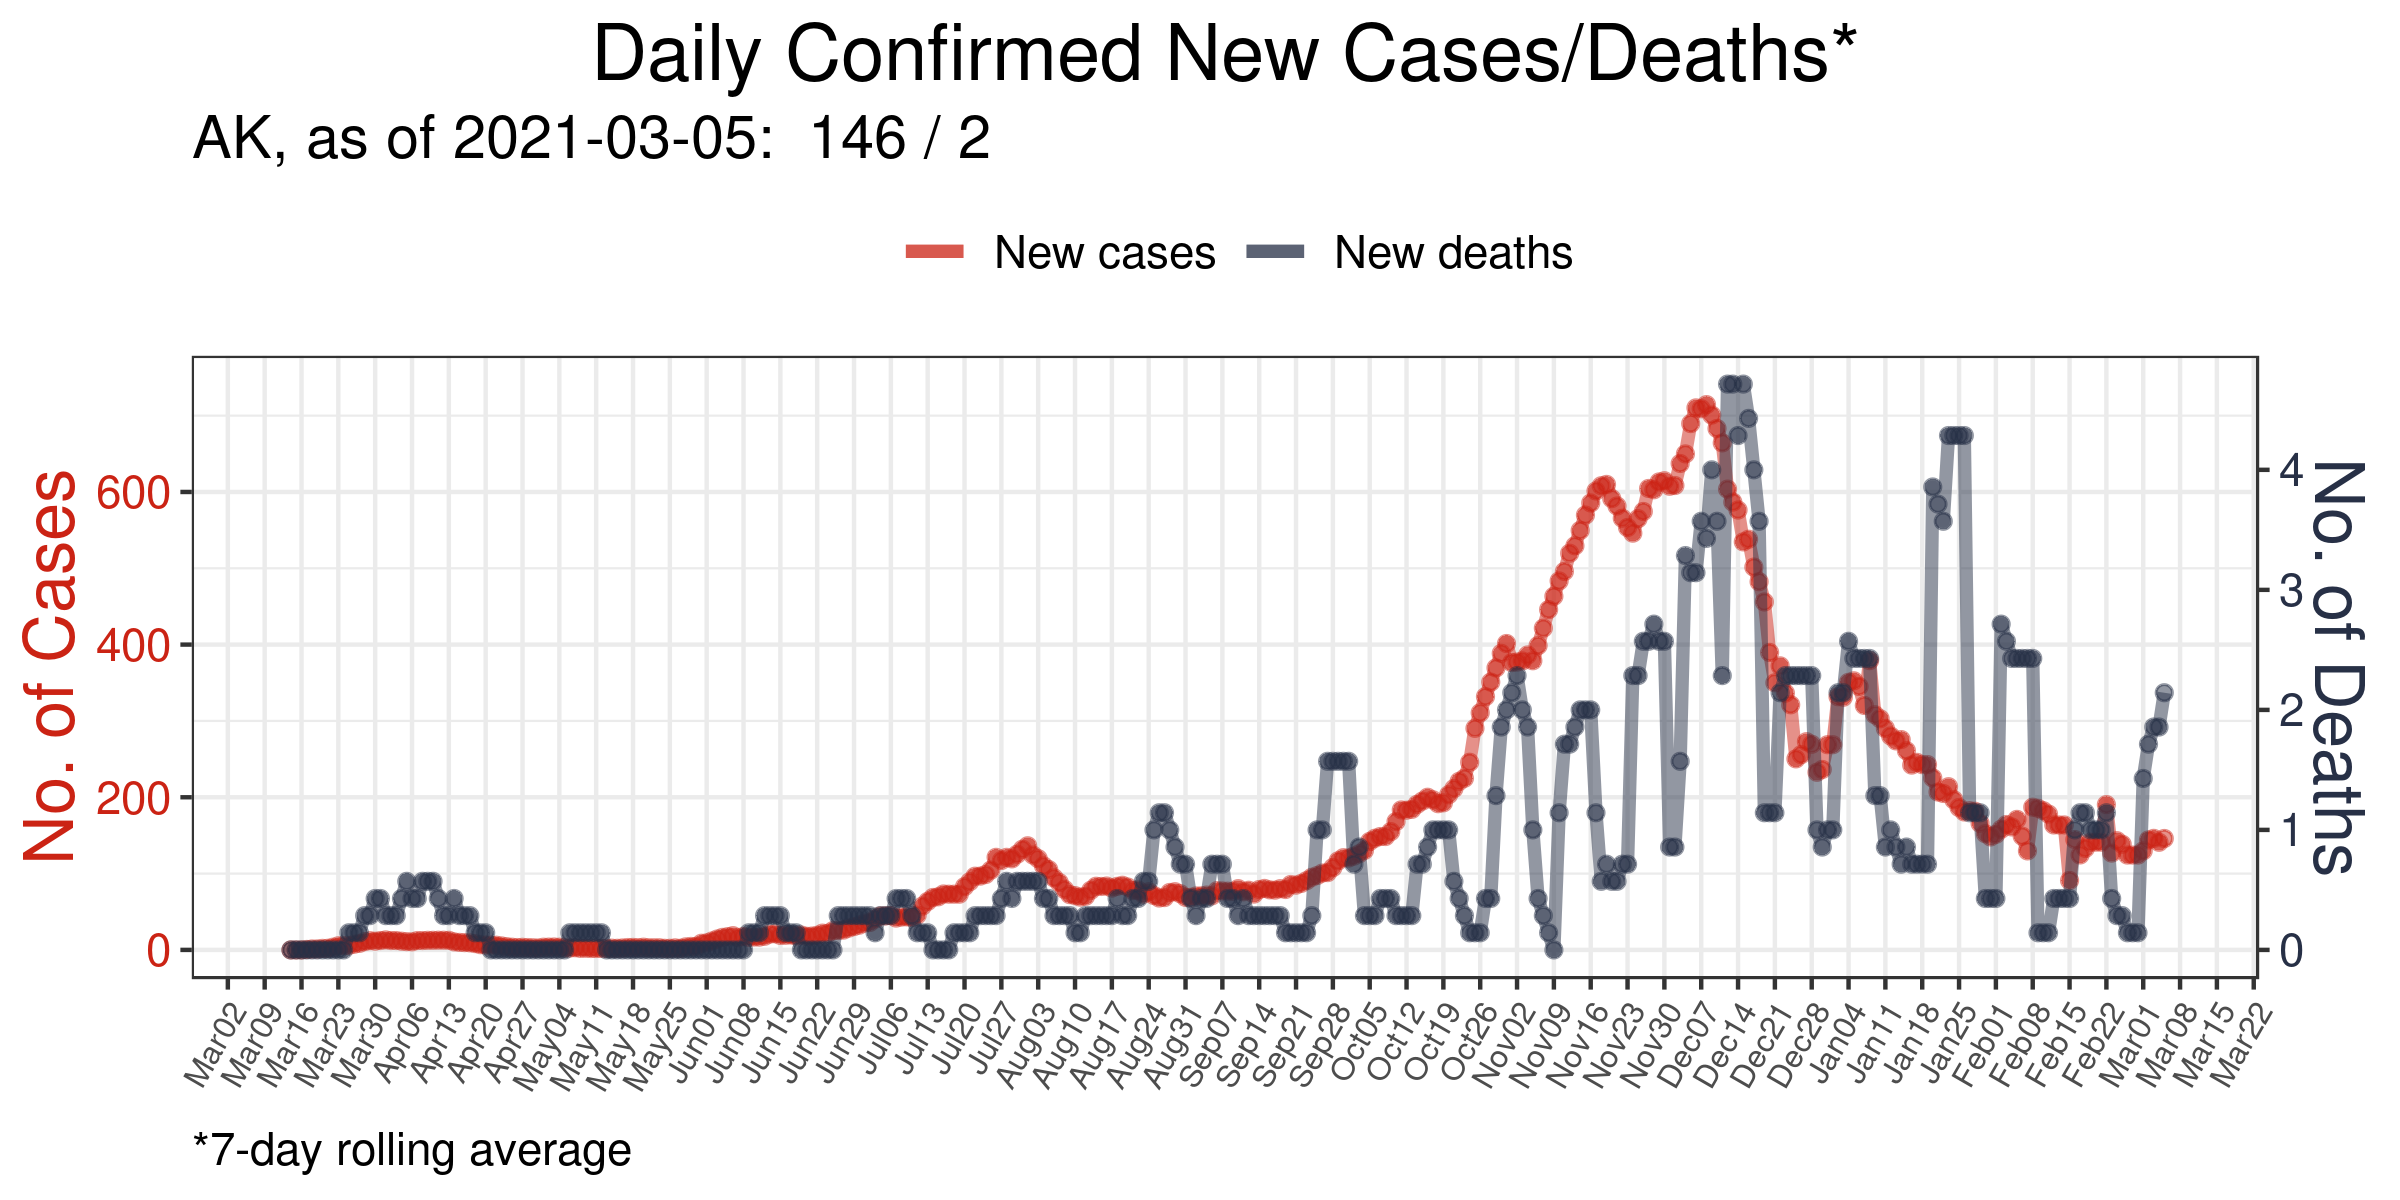 Daily Confirmed New Cases/Deaths*
AK, as of 2021-03-05:  146 / 2
New cases
New deaths
No. of Cases
600
400
200
0
No. of Deaths
4
3
2
1
0
Mar02
Mar09
Mar16
Mar23
Mar30
Apr06
Apr13
Apr20
Apr27
May04
May11
May18
May25
Jun01
Jun08
Jun15
Jun22
Jun29
Jul06
Jul13
Jul20
Jul27
Aug03
Aug10
Aug17
Aug24
Aug31
Sep07
Sep14
Sep21
Sep28
Oct05
Oct12
Oct19
Oct26
Nov02
Nov09
Nov16
Nov23
Nov30
Dec07
Dec14
Dec21
Dec28
Jan04
Jan11
Jan18
Jan25
Feb01
Feb08
Feb15
Feb22
Mar01
Mar08
Mar15
Mar22
*7-day rolling average